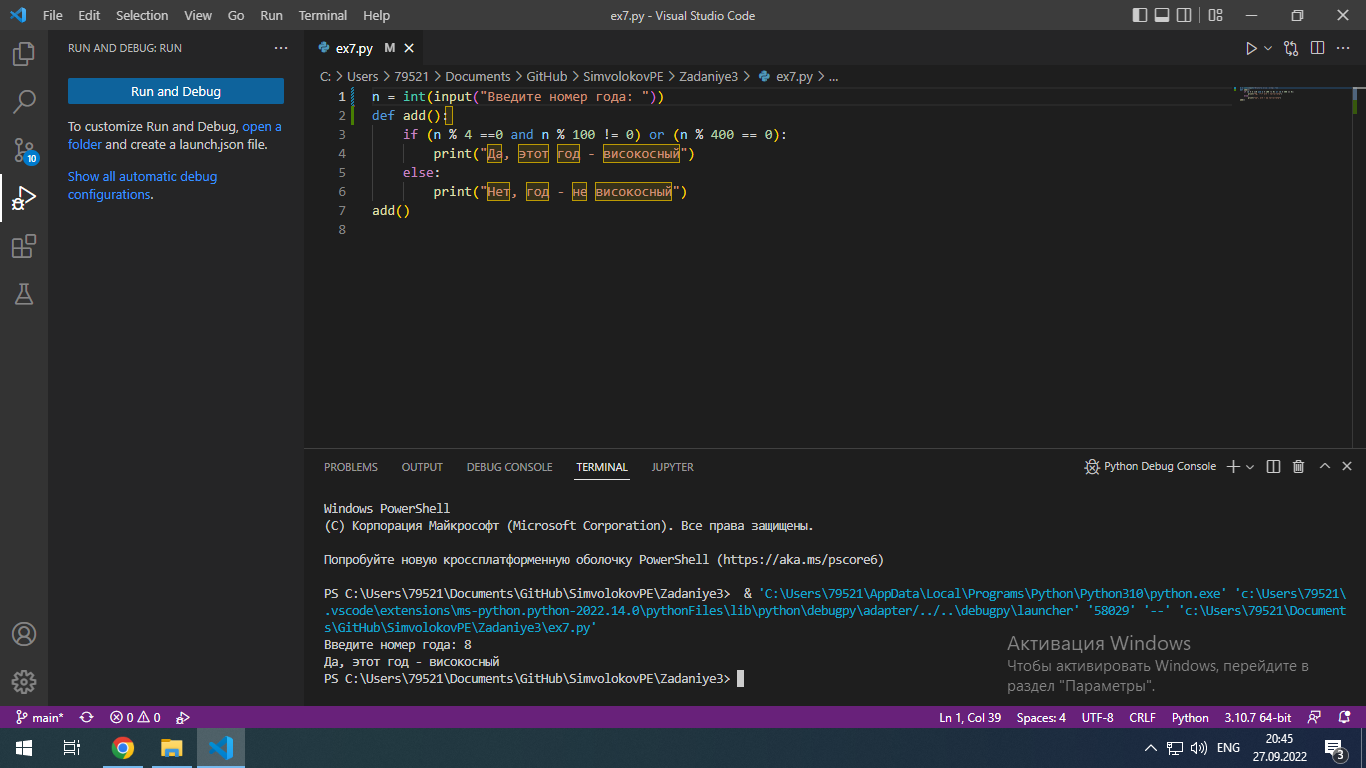 File Edit Selection View Go Run Terminal Help
ex7.py - Visual Studio Code
RUN AND DEBUG: RUN
Run and Debug
To customize Run and Debug, open a
folder and create a launch.json file.
Show all automatic debug
configurations.
10
ex7.py M
C: > Users > 79521 > Documents > GitHub > SimvolokovPE > Zadaniye3 > ex7.py > ...
1 n = int(input("Введите номер года: "))
2 def add():
3 if (n % 4 ==0 and n % 100 != 0) or (n % 400 == 0):
4 print("Да, этот год - високосный")
5 else:
6 print("Нет, год - не високосный")
7 add()
8
PROBLEMS OUTPUT DEBUG CONSOLE TERMINAL JUPYTER
Python Debug Console
Windows PowerShell
(C) Корпорация Майкрософт (Microsoft Corporation). Все права защищены.
Попробуйте новую кроссплатформенную оболочку PowerShell (https://aka.ms/pscore6)
PS C:\Users\79521\Documents\GitHub\SimvolokovPE\Zadaniye3> & 'C:\Users\79521\AppData\Local\Programs\Python\Python310\python.exe' 'c:\Users\79521\
.vscode\extensions\ms-python.python-2022.14.0\pythonFiles\lib\python\debugpy\adapter/../..\debugpy\launcher' '58029' '--' 'c:\Users\79521\Document
s\GitHub\SimvolokovPE\Zadaniye3\ex7.py'
Введите номер года: 8
Да, этот год - високосный
PS C:\Users\79521\Documents\GitHub\SimvolokovPE\Zadaniye3>
Активация Windows
Чтобы активировать Windows, перейдите в
раздел "Параметры".
main* 0 0
Ln 1, Col 39 Spaces: 4 UTF-8 CRLF Python 3.10.7 64-bit
ENG
20:45
27.09.2022
3